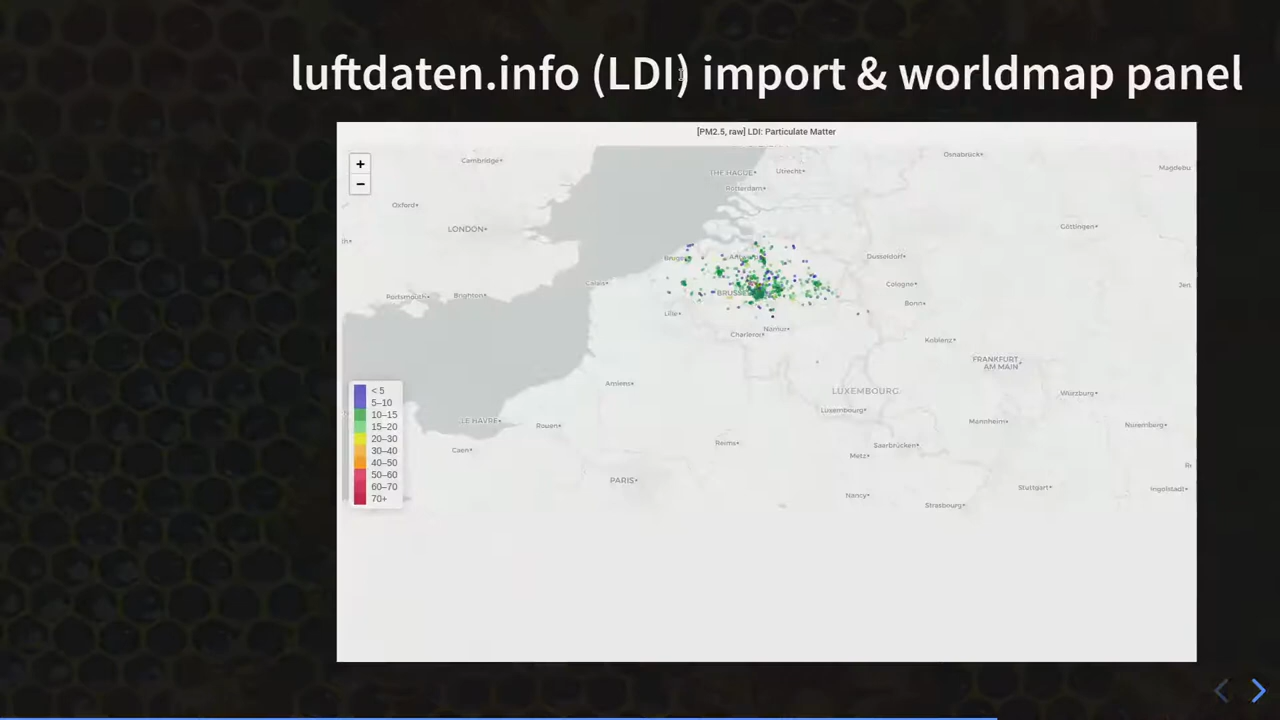 luftdaten.info (LDI) import & worldmap panel
[PM2.5, raw] LDI: Particulate Matter
+
−
Cambridge
Oxford
LONDON
th
Portsmouth
Brighton
THE HAGUE
Utrecht
Rotterdam
Osnabrück
Magdebu
Göttingen
Calais
Lille
Charleroi
Namur
Dusseldorf
Cologne
Bonn
Koblenz
FRANKFURT
AM MAIN
Würzburg
Amiens
LUXEMBOURG
Luxembourg
Mannheim
Nuremberg
LE HAVRE
Rouen
Caen
Reims
Saarbrücken
Metz
PARIS
Nancy
Strasbourg
Stuttgart
Ingolstadt
< 5
5–10
10–15
15–20
20–30
30–40
40–50
50–60
60–70
70+